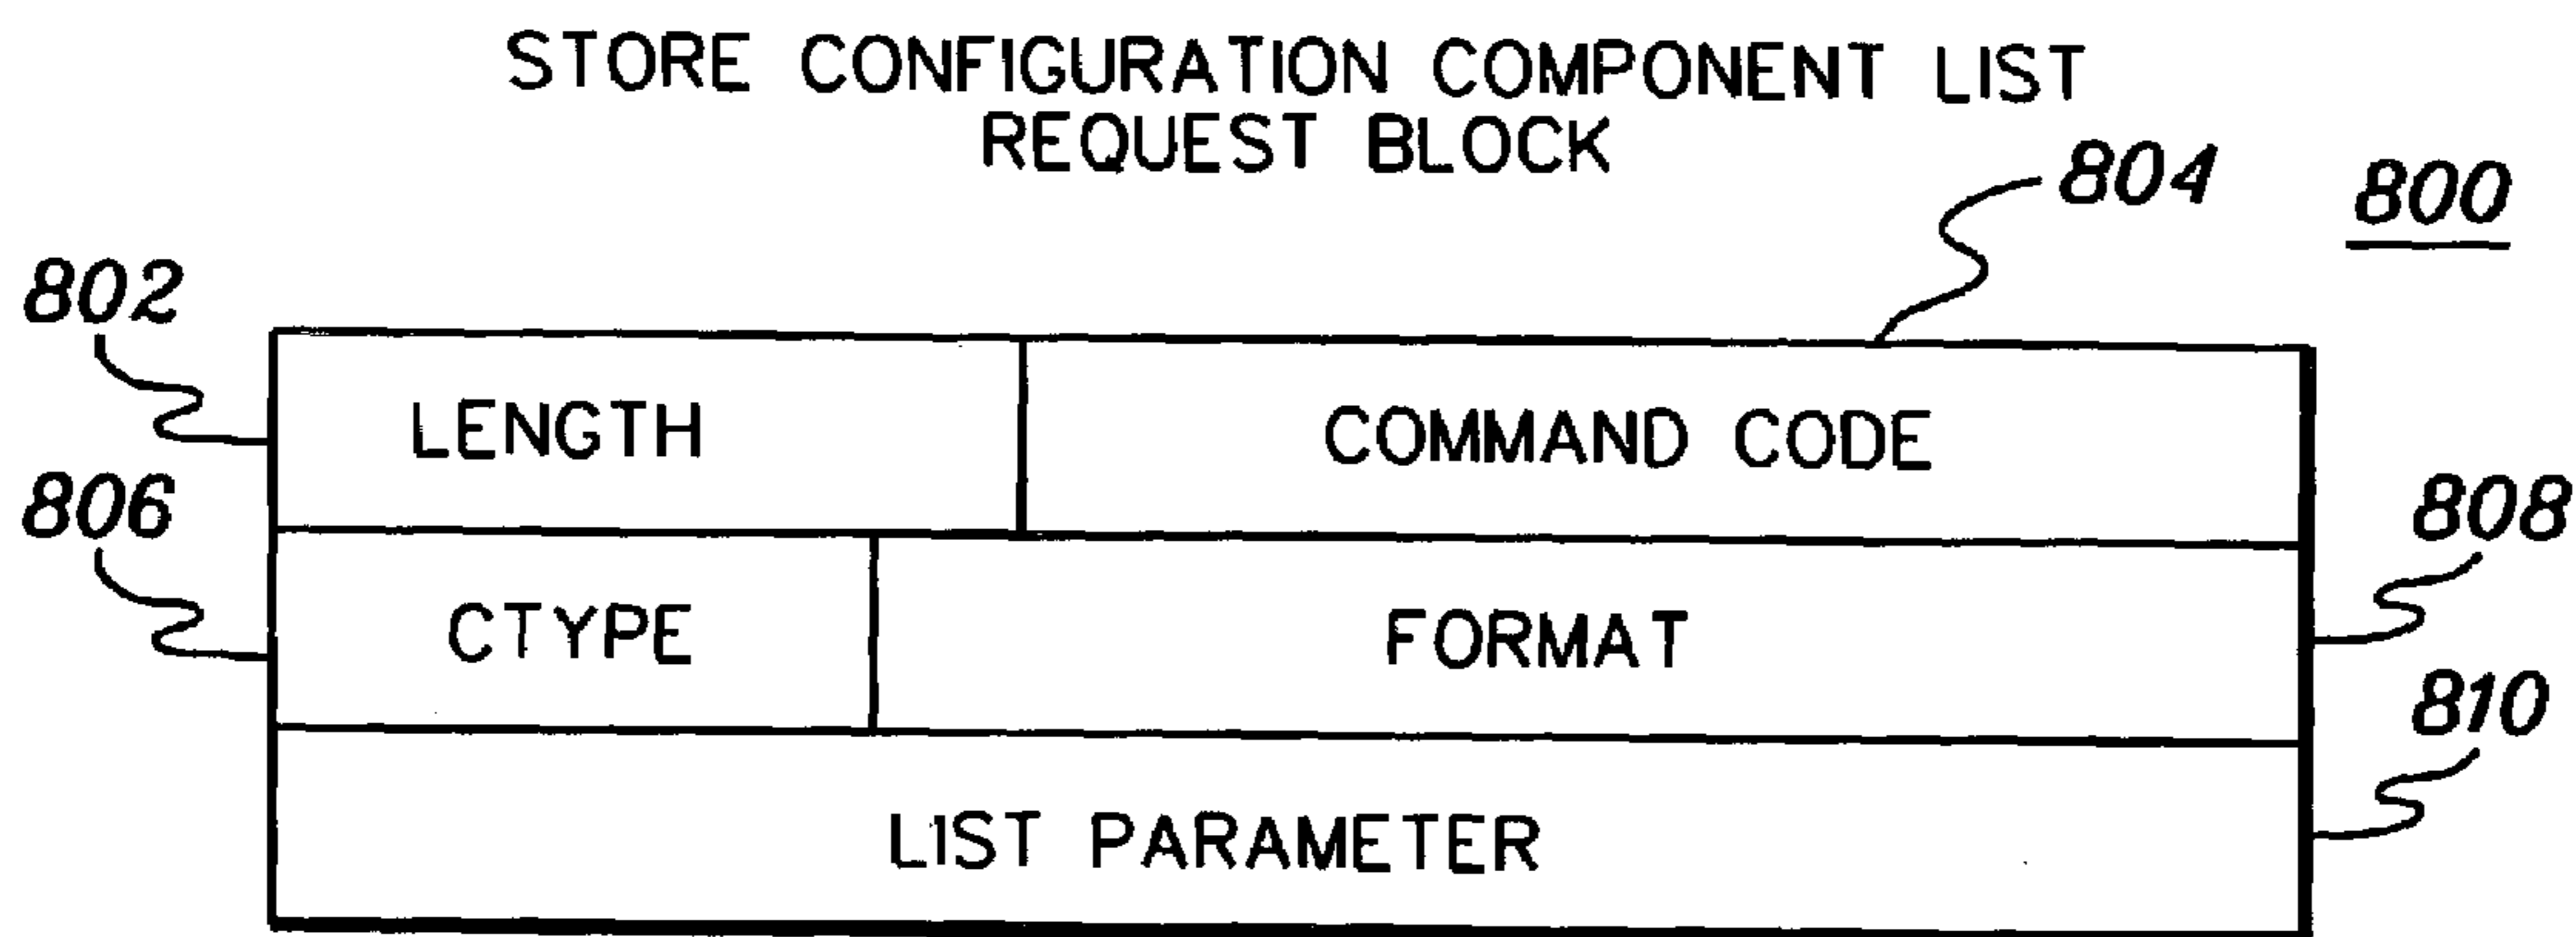 STORE CONFIGURATION COMPONENT LIST
REQUEST BLOCK
804
800
802
LENGTH
COMMAND CODE
806
808
CTYPE
FORMAT
810
LIST PARAMETER